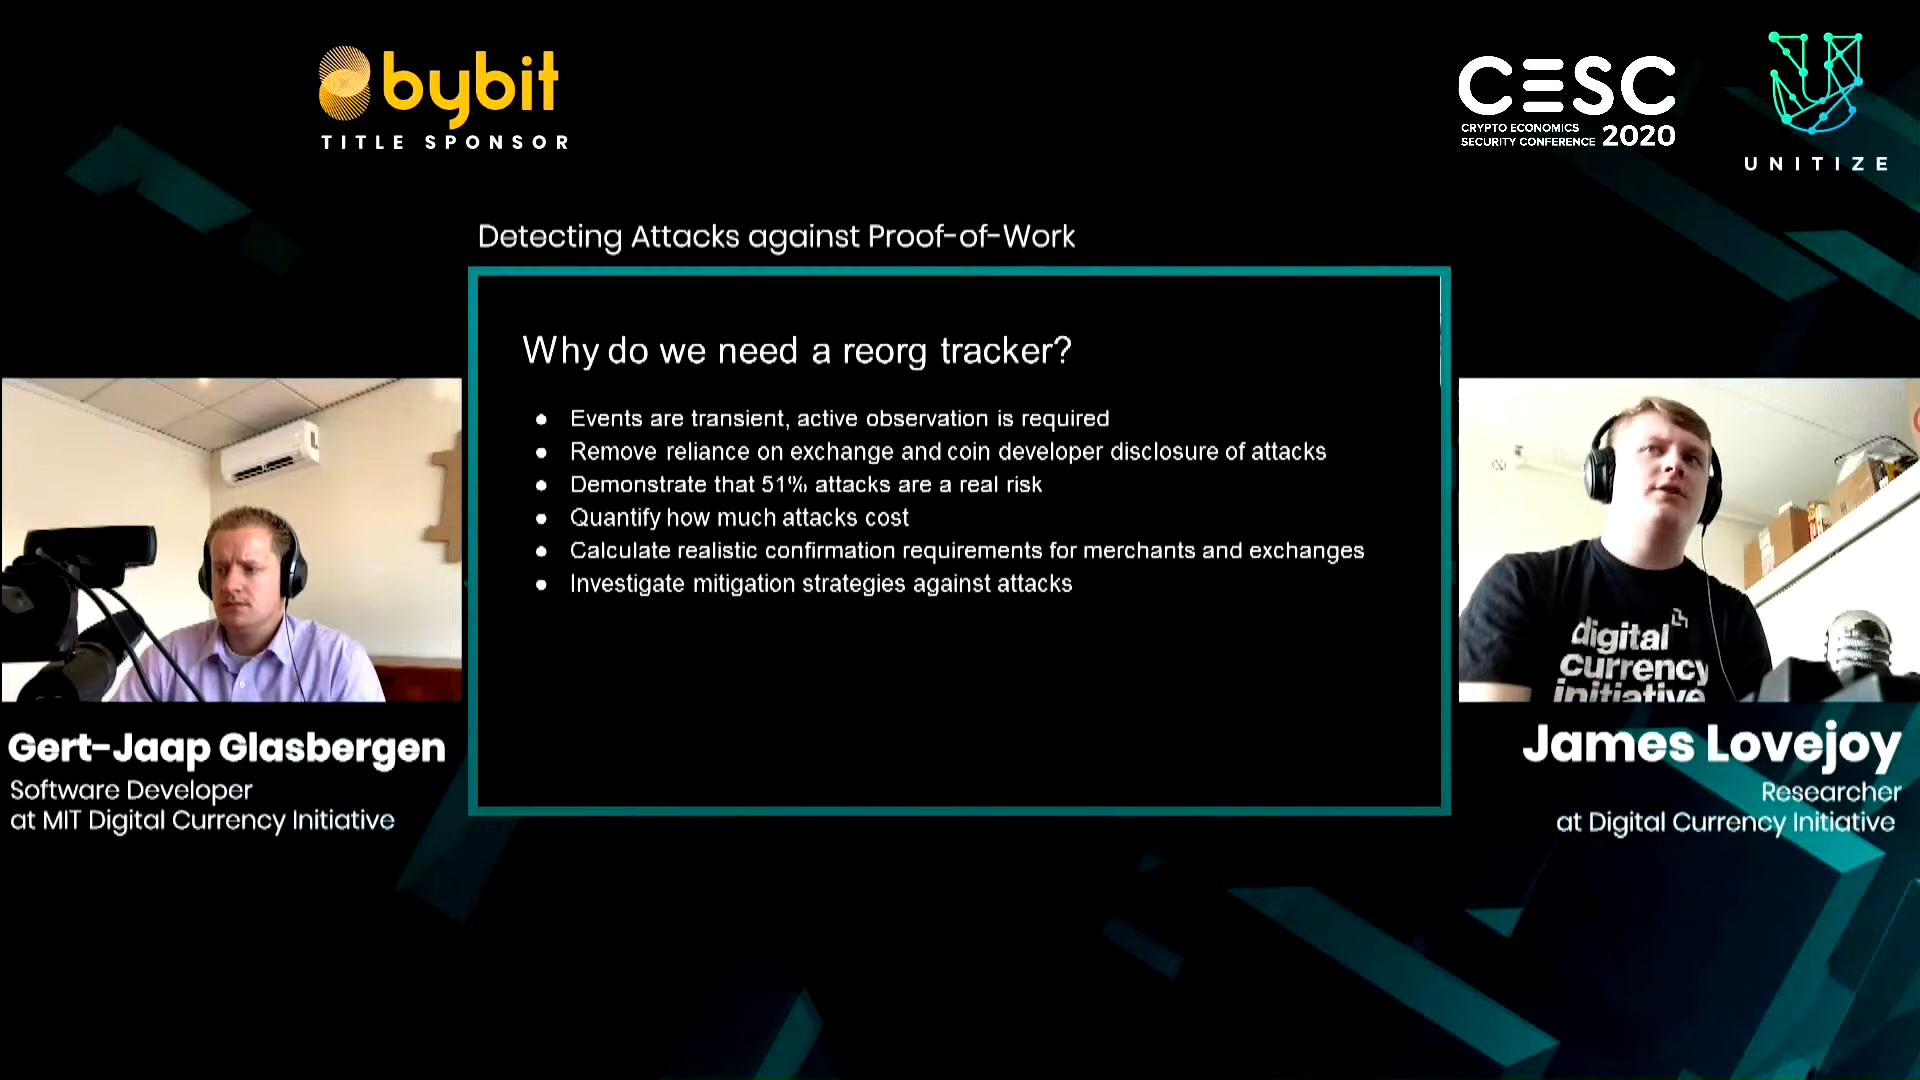 bybit
TITLE SPONSOR
CESC
CRYPTO ECONOMICS
SECURITY CONFERENCE 2020
UNITIZE
Detecting Attacks against Proof-of-Work
Why do we need a reorg tracker?
● Events are transient, active observation is required
● Remove reliance on exchange and coin developer disclosure of attacks
● Demonstrate that 51% attacks are a real risk
● Quantify how much attacks cost
● Calculate realistic confirmation requirements for merchants and exchanges
● Investigate mitigation strategies against attacks
digital
currency
initiative
Gert-Jaap Glasbergen
Software Developer
at MIT Digital Currency Initiative
James Lovejoy
Researcher
at Digital Currency Initiative